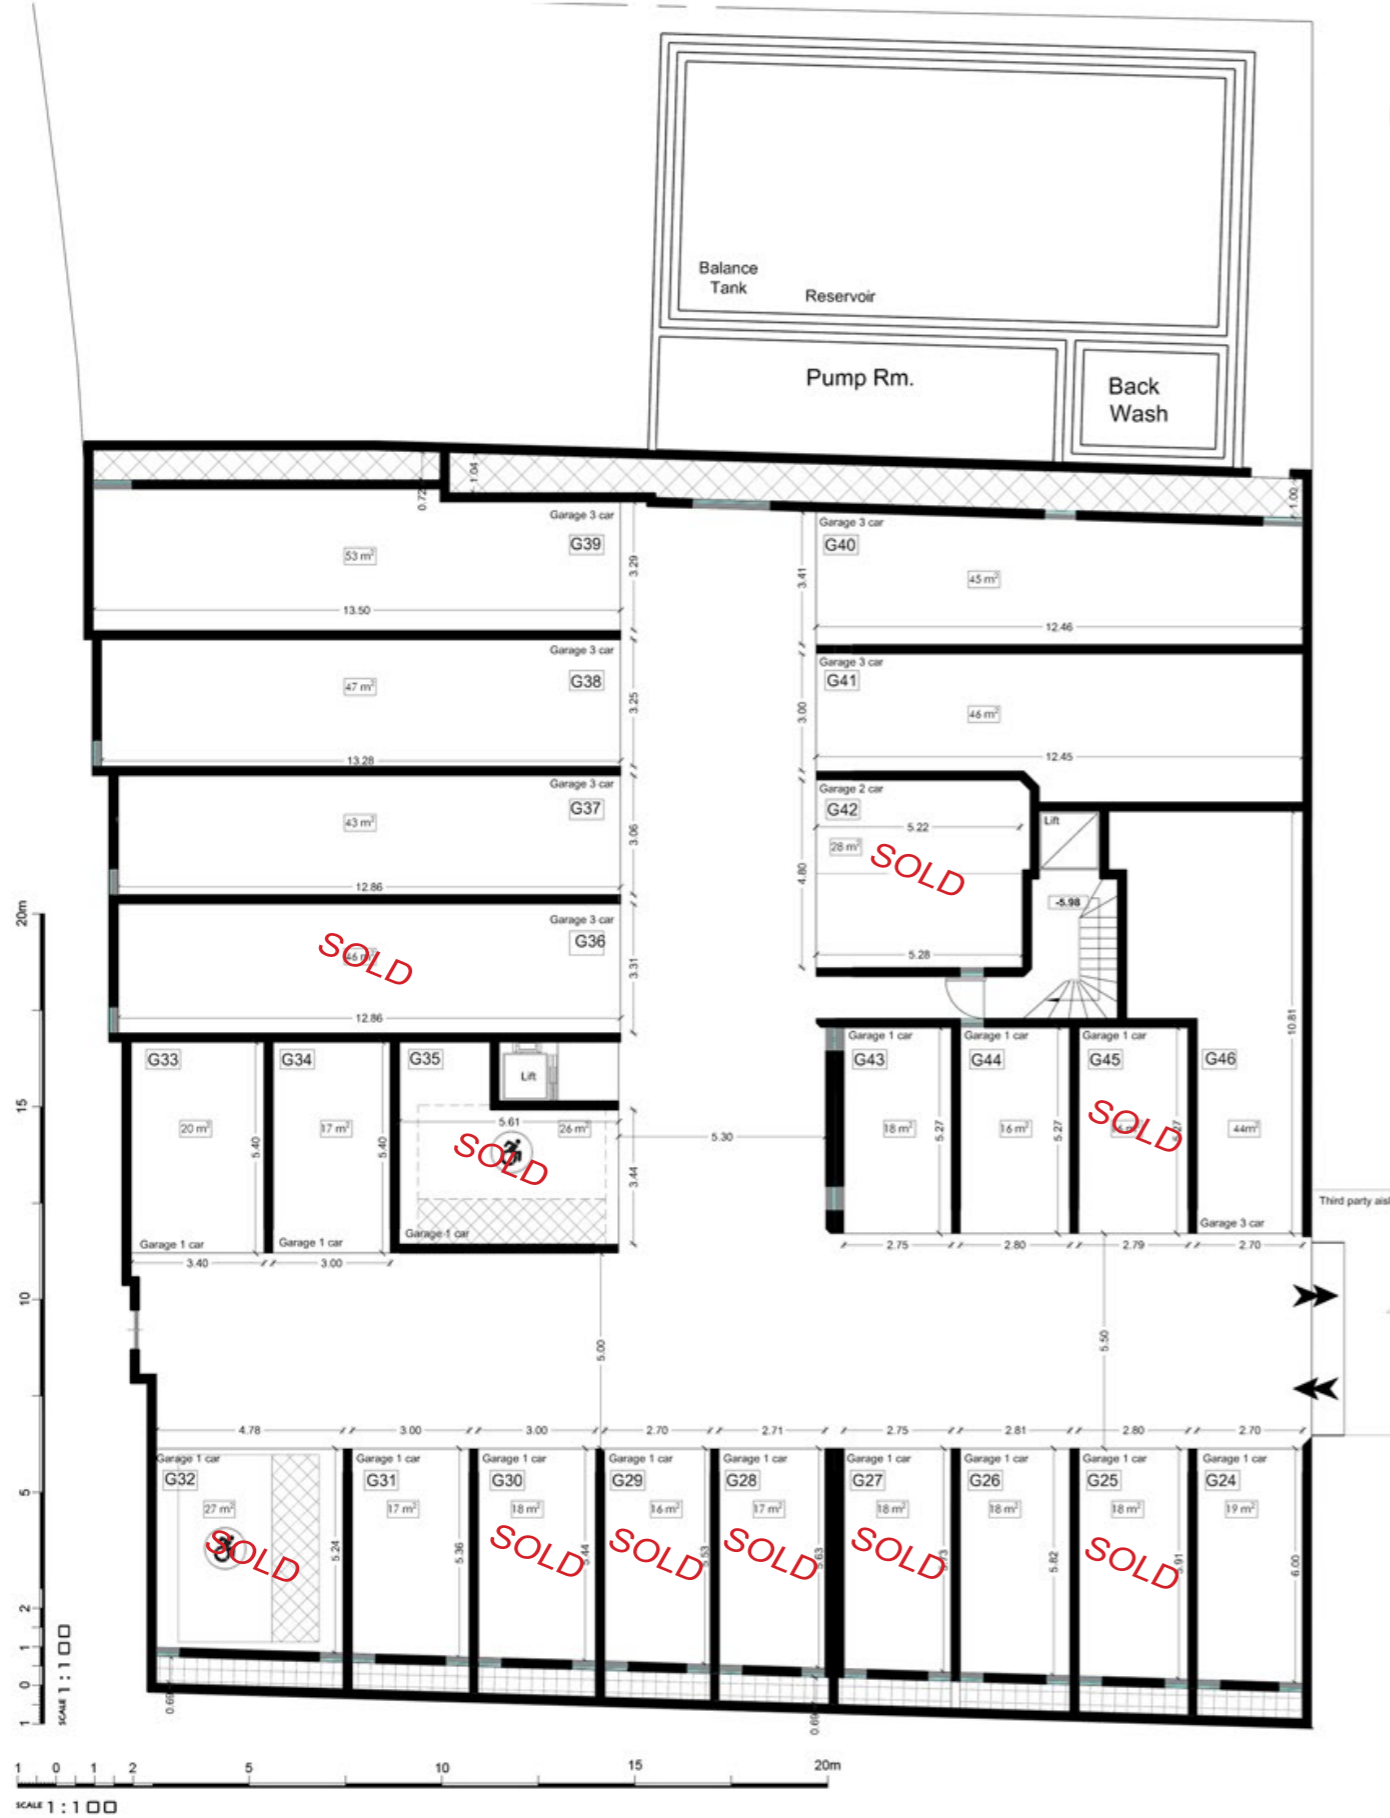 Balance
Tank
Reservoir
Pump Rm.
Back
Wash
1.04
0.72
1.00
Garage 3 car
G39
53 m²
3.29
13.50
Garage 3 car
G40
45 m²
3.41
12.46
Garage 3 car
G38
47 m²
3.25
13.28
Garage 3 car
G41
46 m²
3.00
12.45
Garage 3 car
G37
43 m²
3.06
12.86
Garage 2 car
G42
5.22
28 m²
SOLD
4.80
5.28
Lift
-5.98
Garage 3 car
G36
46 m²
SOLD
3.31
12.86
10.81
G33
20 m²
5.40
Garage 1 car
3.40
G34
17 m²
5.40
Garage 1 car
3.00
G35
Lift
5.61
26 m²
SOLD
Garage 1 car
3.44
5.30
Garage 1 car
G43
18 m²
5.27
2.75
Garage 1 car
G44
16 m²
5.27
2.80
Garage 1 car
G45
SOLD
2.79
G46
44m²
Garage 3 car
2.70
Third party aisl
5.00
5.50
4.78
3.00
3.00
2.70
2.71
2.75
2.81
2.80
2.70
Garage 1 car
G32
27 m²
SOLD
5.24
Garage 1 car
G31
17 m²
5.36
Garage 1 car
G30
18 m²
SOLD
Garage 1 car
G29
16 m²
SOLD
Garage 1 car
G28
17 m²
SOLD
5.63
Garage 1 car
G27
18 m²
SOLD
Garage 1 car
G26
18 m²
5.82
Garage 1 car
G25
18 m²
SOLD
Garage 1 car
G24
19 m²
6.00
0.69
0.69
20m
15
10
5
2
1
0
1
SCALE 1:100
1 0 1 2 5 10 15 20m
SCALE 1:100